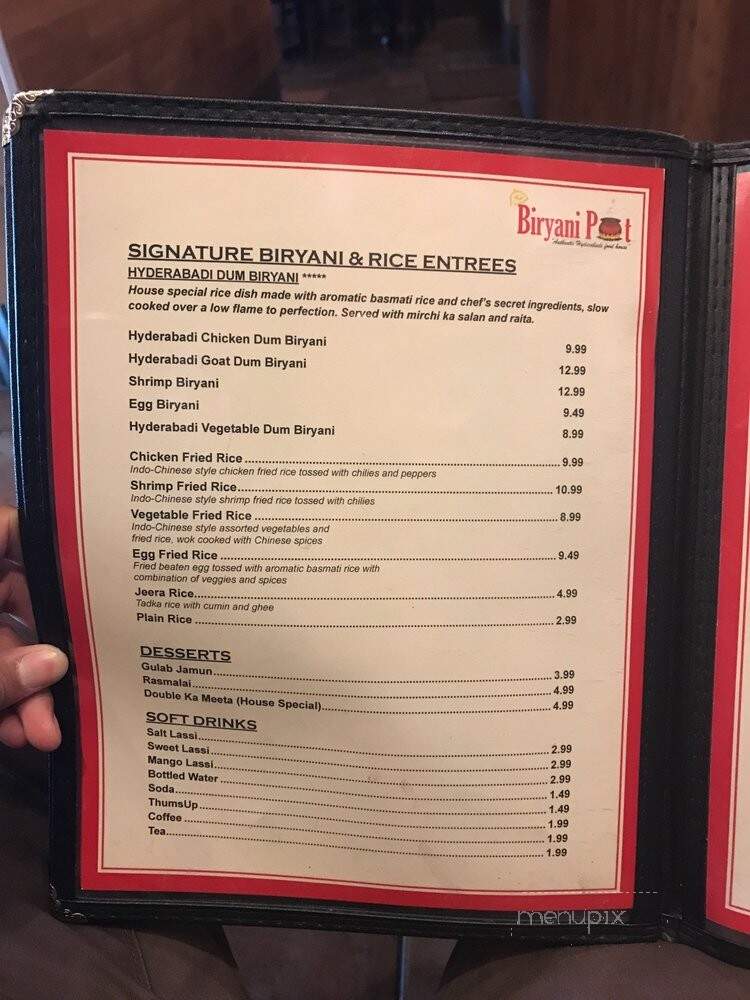 Biryani P t
Authentic Hyderabadi food house
SIGNATURE BIRYANI & RICE ENTREES
HYDERABADI DUM BIRYANI *****
House special rice dish made with aromatic basmati rice and chef's secret ingredients, slow
cooked over a low flame to perfection. Served with mirchi ka salan and raita.
Hyderabadi Chicken Dum Biryani 9.99
Hyderabadi Goat Dum Biryani 12.99
Shrimp Biryani 12.99
Egg Biryani 9.49
Hyderabadi Vegetable Dum Biryani 8.99
Chicken Fried Rice 9.99
Indo-Chinese style chicken fried rice tossed with chilies and peppers
Shrimp Fried Rice 10.99
Indo-Chinese style shrimp fried rice tossed with chilies
Vegetable Fried Rice 8.99
Indo-Chinese style assorted vegetables and
fried rice, wok cooked with Chinese spices
Egg Fried Rice 9.49
Fried beaten egg tossed with aromatic basmati rice with
combination of veggies and spices
Jeera Rice 4.99
Tadka rice with cumin and ghee
Plain Rice 2.99
DESSERTS
Gulab Jamun 3.99
Rasmalai 4.99
Double Ka Meeta (House Special) 4.99
SOFT DRINKS
Salt Lassi 2.99
Sweet Lassi 2.99
Mango Lassi 2.99
Bottled Water 1.49
Soda 1.49
ThumsUp 1.99
Coffee 1.99
Tea 1.99
menupix